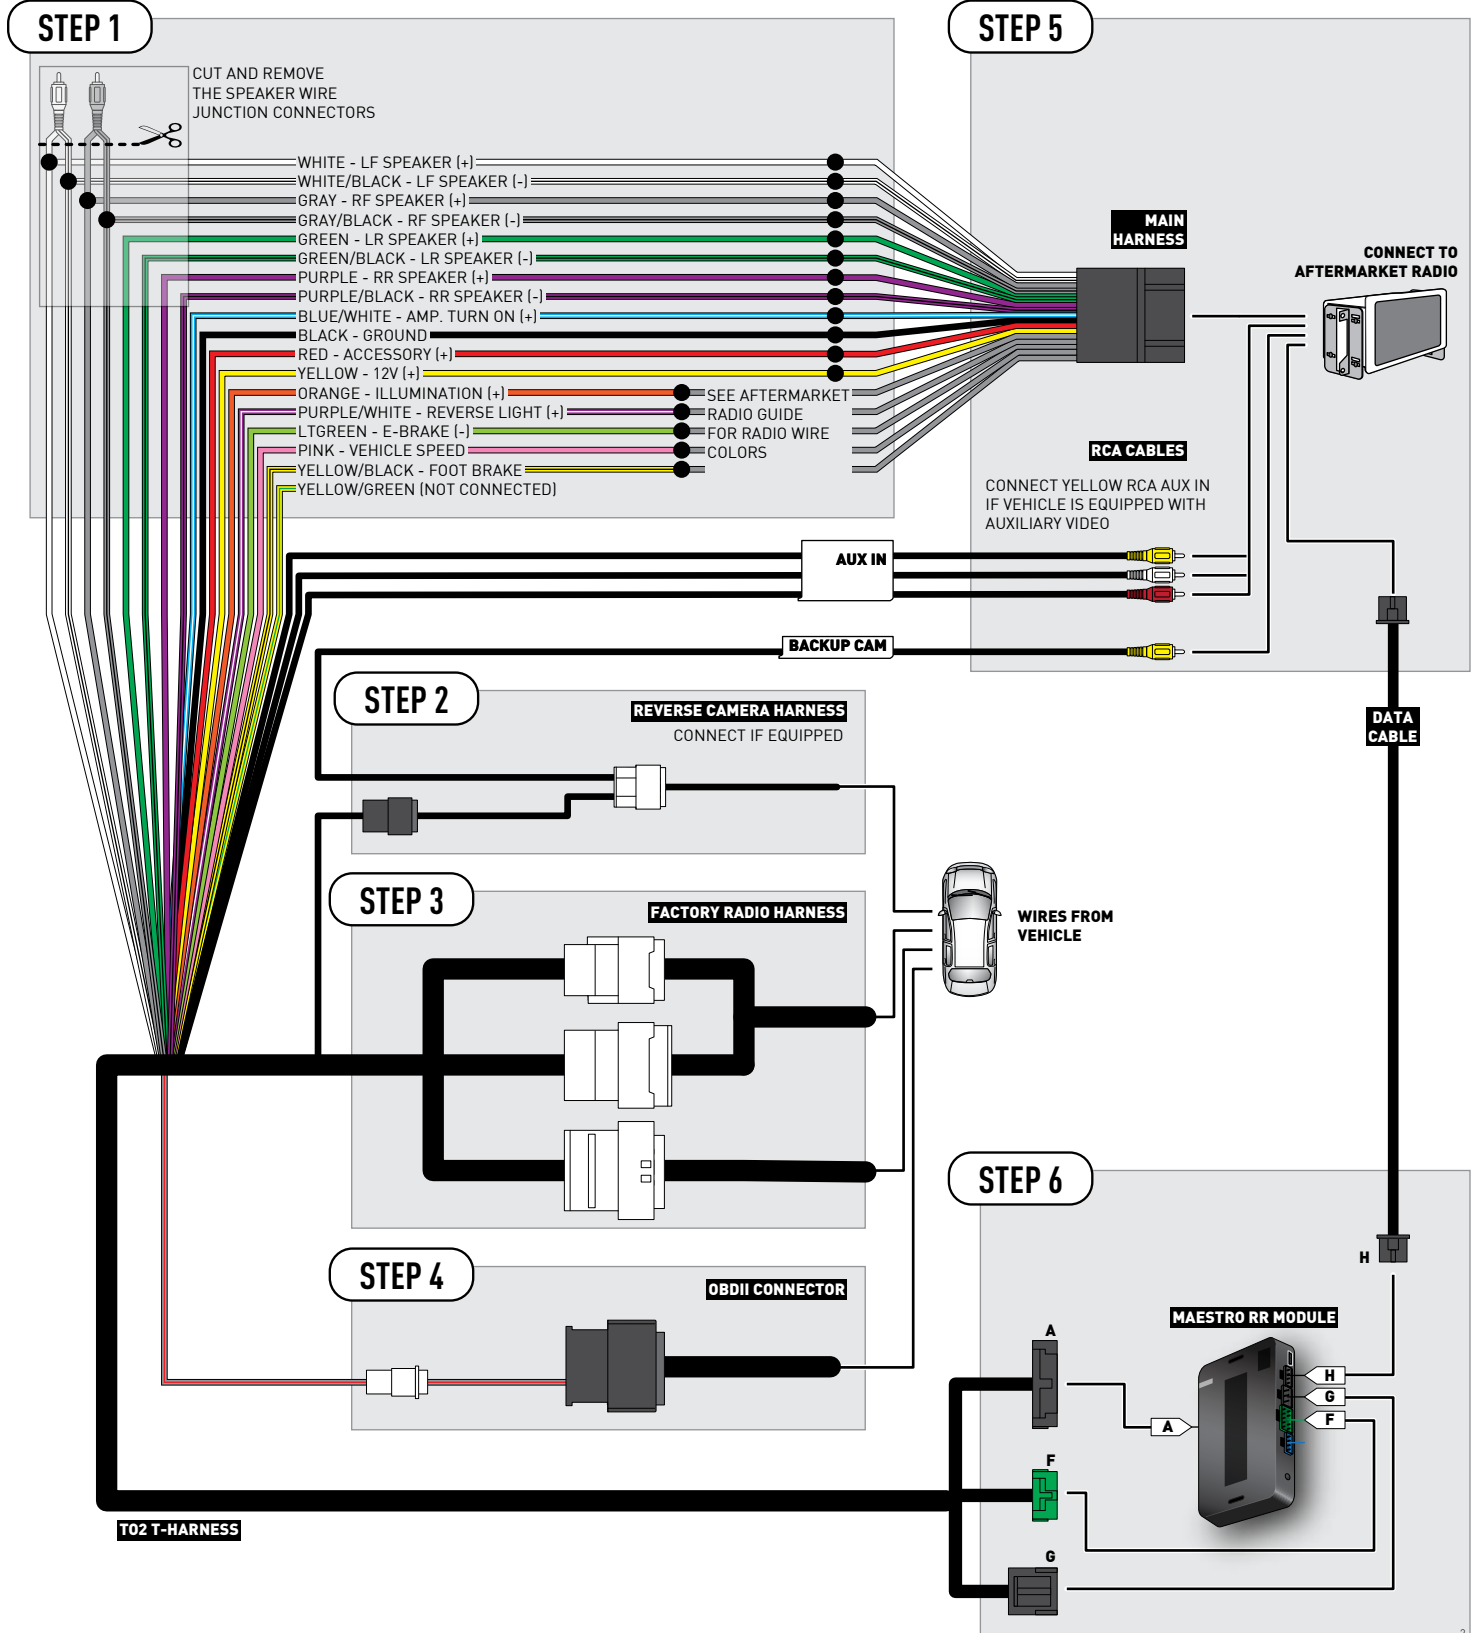 STEP 1
CUT AND REMOVE
THE SPEAKER WIRE
JUNCTION CONNECTORS
WHITE - LF SPEAKER (+)
WHITE/BLACK - LF SPEAKER (-)
GRAY - RF SPEAKER (+)
GRAY/BLACK - RF SPEAKER (-)
GREEN - LR SPEAKER (+)
GREEN/BLACK - LR SPEAKER (-)
PURPLE - RR SPEAKER (+)
PURPLE/BLACK - RR SPEAKER (-)
BLUE/WHITE - AMP. TURN ON (+)
BLACK - GROUND
RED - ACCESSORY (+)
YELLOW - 12V (+)
ORANGE - ILLUMINATION (+)
PURPLE/WHITE - REVERSE LIGHT (+)
LTGREEN - E-BRAKE (-)
PINK - VEHICLE SPEED
YELLOW/BLACK - FOOT BRAKE
YELLOW/GREEN (NOT CONNECTED)
SEE AFTERMARKET
RADIO GUIDE
FOR RADIO WIRE
COLORS
STEP 5
MAIN
HARNESS
CONNECT TO
AFTERMARKET RADIO
RCA CABLES
CONNECT YELLOW RCA AUX IN
IF VEHICLE IS EQUIPPED WITH
AUXILIARY VIDEO
AUX IN
BACKUP CAM
DATA
CABLE
STEP 2
REVERSE CAMERA HARNESS
CONNECT IF EQUIPPED
STEP 3
FACTORY RADIO HARNESS
WIRES FROM
VEHICLE
STEP 4
OBDII CONNECTOR
TO2 T-HARNESS
STEP 6
H
MAESTRO RR MODULE
A
H
G
F
A
F
G